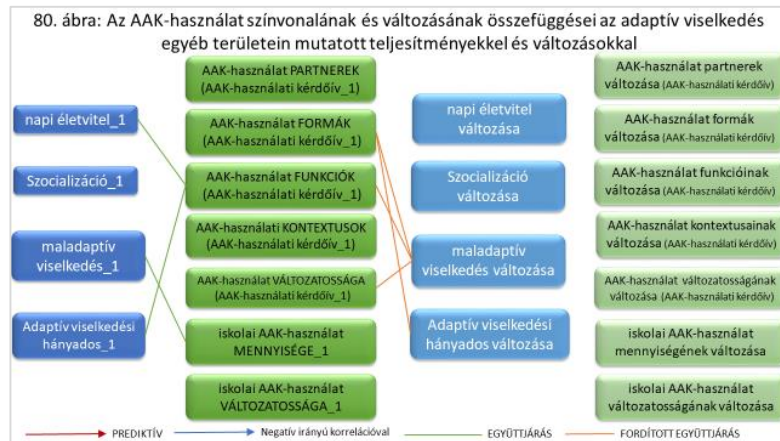 80. ábra: Az AAK-használat színvonalának és változásának összefüggései az adaptív viselkedés
egyéb területein mutatott teljesítményekkel és változásokkal
napi életvitel_1
Szocializáció_1
maladaptív
viselkedés_1
Adaptív viselkedési
hányados_1
AAK-használat PARTNEREK
(AAK-használati kérdőív_1)
AAK-használat FORMÁK
(AAK-használati kérdőív_1)
AAK-használat FUNKCIÓK
(AAK-használati kérdőív_1)
AAK-használati KONTEXTUSOK
(AAK-használati kérdőív_1)
AAK-használat VÁLTOZATOSSÁGA
(AAK-használati kérdőív_1)
iskolai AAK-használat
MENNYISÉGE_1
iskolai AAK-használat
VÁLTOZATOSSÁGA_1
napi életvitel
változása
Szocializáció
változása
maladaptív
viselkedés változása
Adaptív viselkedési
hányados változása
AAK-használat partnerek
változása (AAK-használati kérdőív)
AAK-használat formák
változása (AAK-használati kérdőív)
AAK-használat funkcióinak
változása (AAK-használati kérdőív)
AAK-használat kontextusainak
változása (AAK-használati kérdőív)
AAK-használat változatosságának
változása (AAK-használati kérdőív)
iskolai AAK-használat
mennyiségének változása
iskolai AAK-használat
változatosságának változása
PREDIKTÍV
Negatív irányú korrelációval
EGYÜTTJÁRÁS
FORDÍTOTT EGYÜTTJÁRÁS